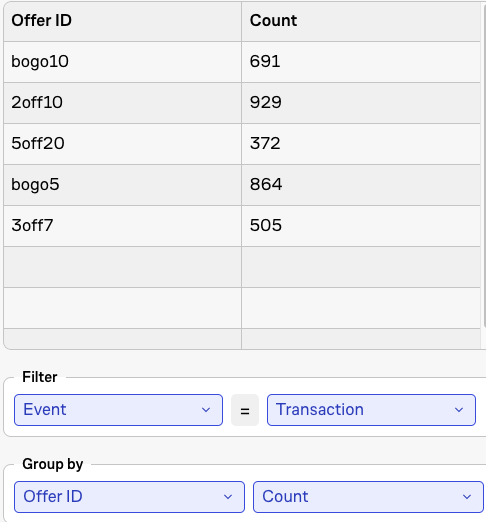 Offer ID Count
bogo10 691
2off10 929
5off20 372
bogo5 864
3off7 505
Filter
Event = Transaction
Group by
Offer ID Count